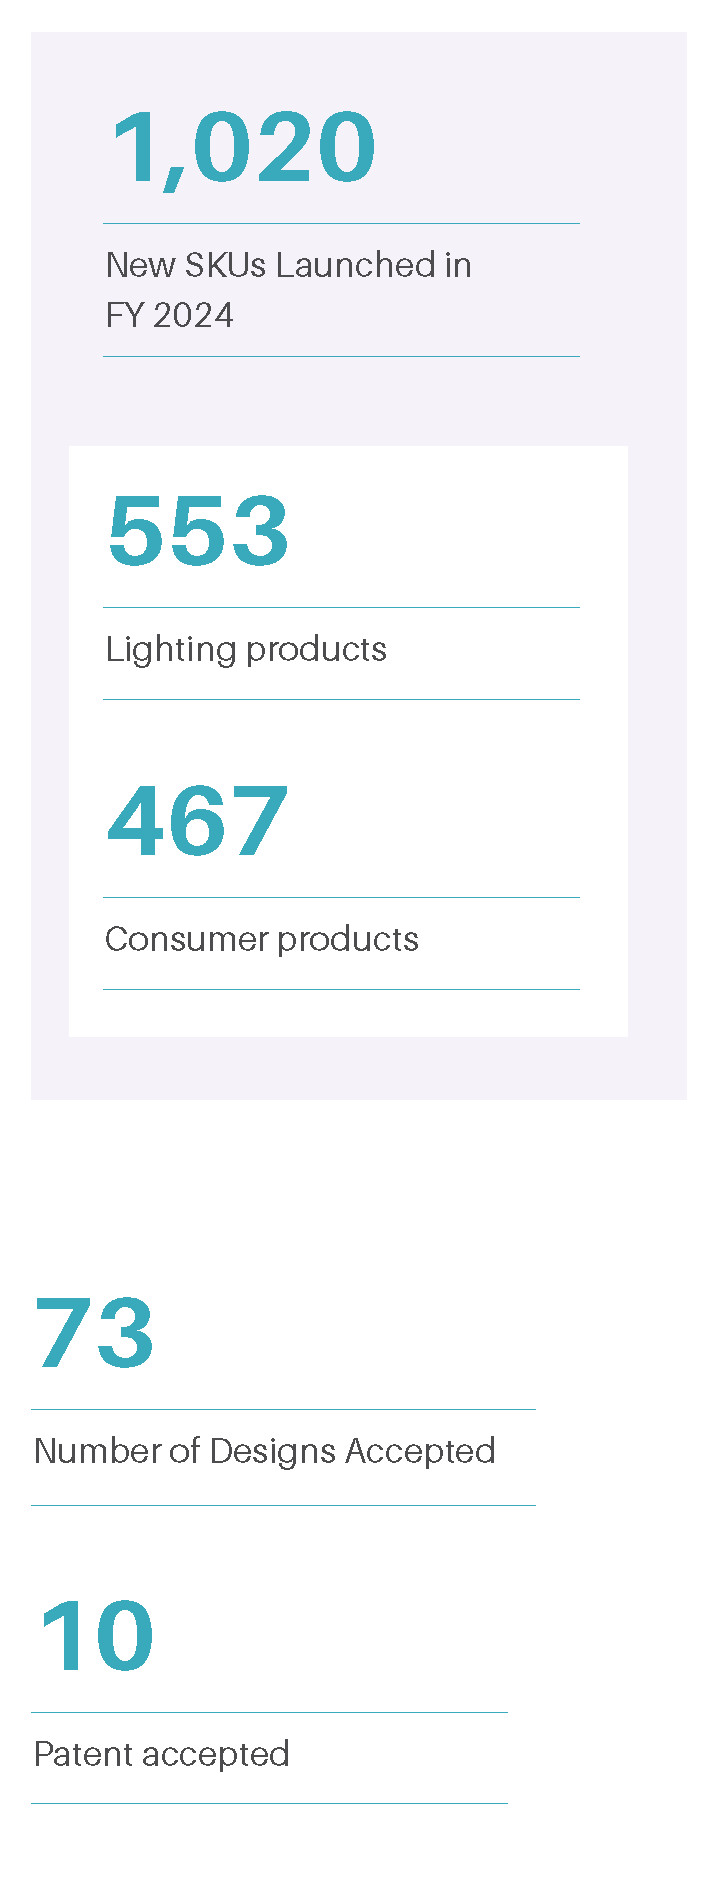 1,020
New SKUs Launched in
FY 2024
553
Lighting products
467
Consumer products
73
Number of Designs Accepted
10
Patent accepted